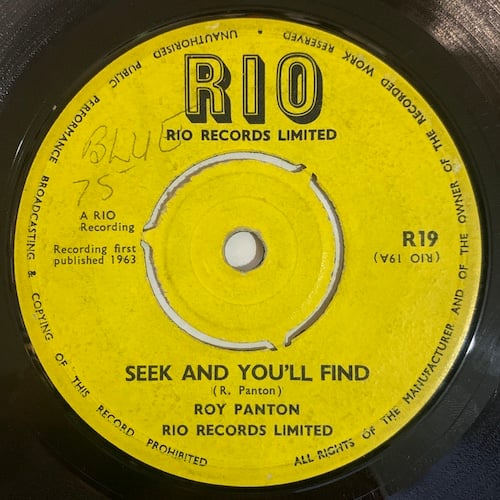 RIO
RIO RECORDS LIMITED
BLUE
75
A RIO
Recording
Recording first
published 1963
R19
(RIO 19A)
SEEK AND YOU'LL FIND
(R. Panton)
ROY PANTON
RIO RECORDS LIMITED
ALL RIGHTS OF THE MANUFACTURER AND OF THE OWNER OF THE RECORDED WORK RESERVED
UNAUTHORISED PUBLIC PERFORMANCE BROADCASTING & COPYING OF THIS RECORD PROHIBITED